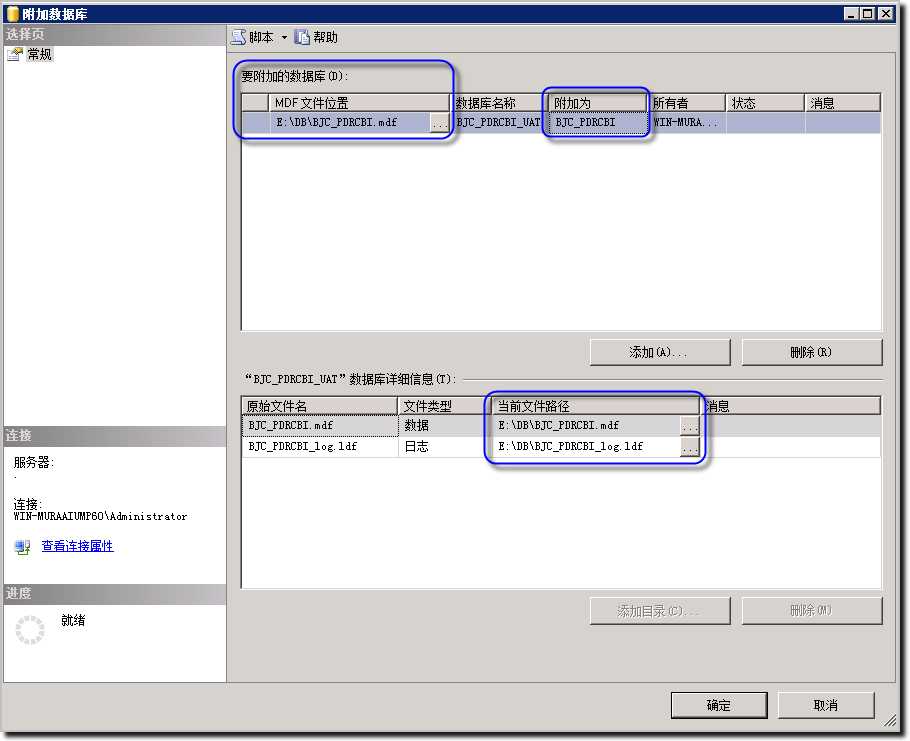 附加数据库
选择页
常规
脚本 帮助
要附加的数据库(D):
MDF 文件位置 数据库名称 附加为 所有者 状态 消息
E:\DB\BJC_PDRCBI.mdf ... BJC_PDRCBI_UAT BJC_PDRCBI WIN-MURA...
添加(A)... 删除(R)
“BJC_PDRCBI_UAT”数据库详细信息(T):
原始文件名 文件类型 当前文件路径 消息
BJC_PDRCBI.mdf 数据 E:\DB\BJC_PDRCBI.mdf ...
BJC_PDRCBI_log.ldf 日志 E:\DB\BJC_PDRCBI_log.ldf ...
连接
服务器:
.
连接:
WIN-MURAAIUMP6O\Administrator
查看连接属性
进度
就绪
添加目录(C)... 删除(M)
确定 取消